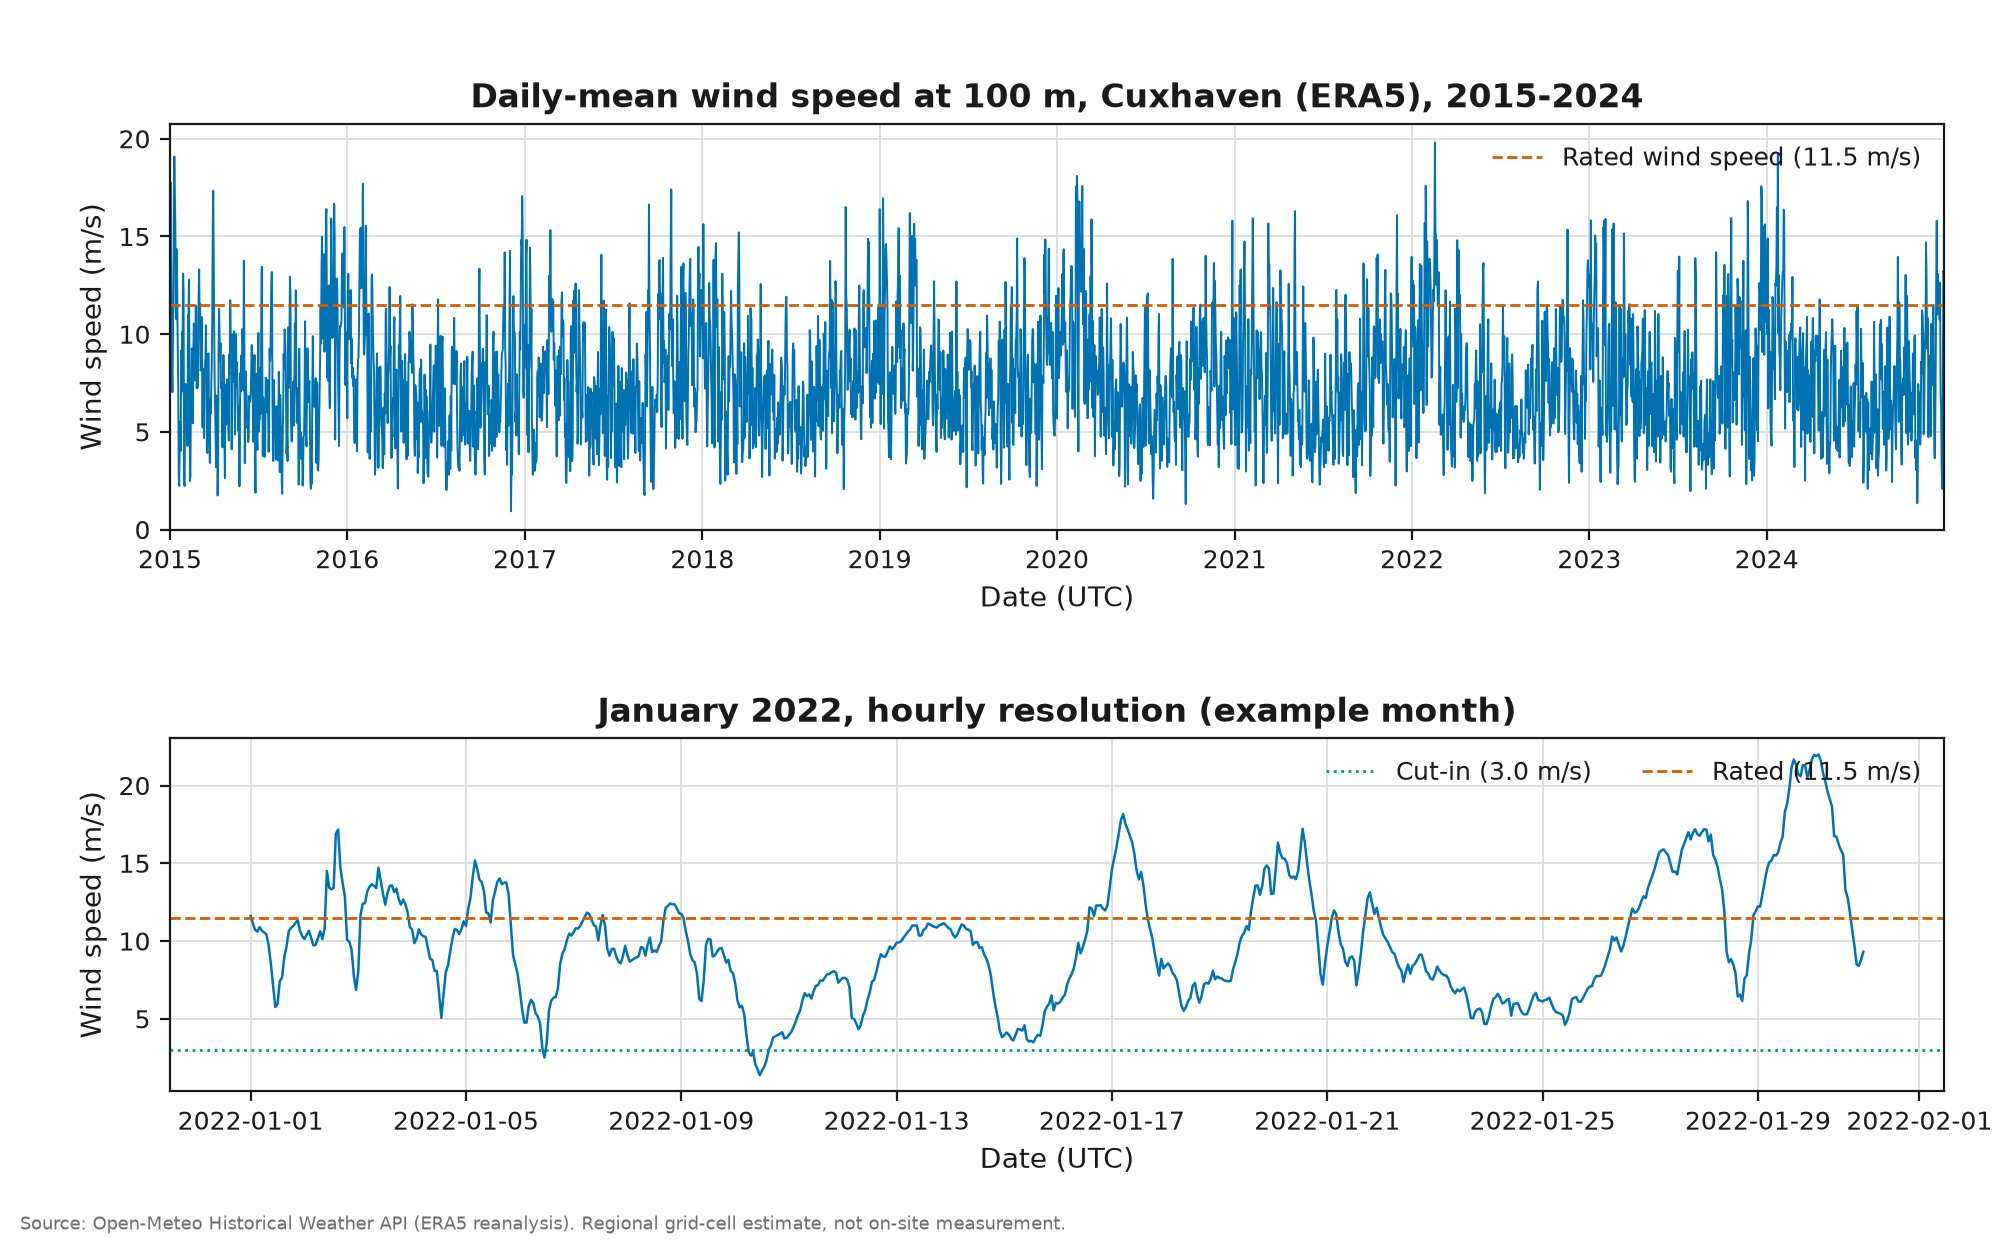 Daily-mean wind speed at 100 m, Cuxhaven (ERA5), 2015-2024
Wind speed (m/s)
20
15
10
5
0
Rated wind speed (11.5 m/s)
2015 2016 2017 2018 2019 2020 2021 2022 2023 2024
Date (UTC)
January 2022, hourly resolution (example month)
Wind speed (m/s)
20
15
10
5
Cut-in (3.0 m/s) Rated (11.5 m/s)
2022-01-01 2022-01-05 2022-01-09 2022-01-13 2022-01-17 2022-01-21 2022-01-25 2022-01-29 2022-02-01
Date (UTC)
Source: Open-Meteo Historical Weather API (ERA5 reanalysis). Regional grid-cell estimate, not on-site measurement.